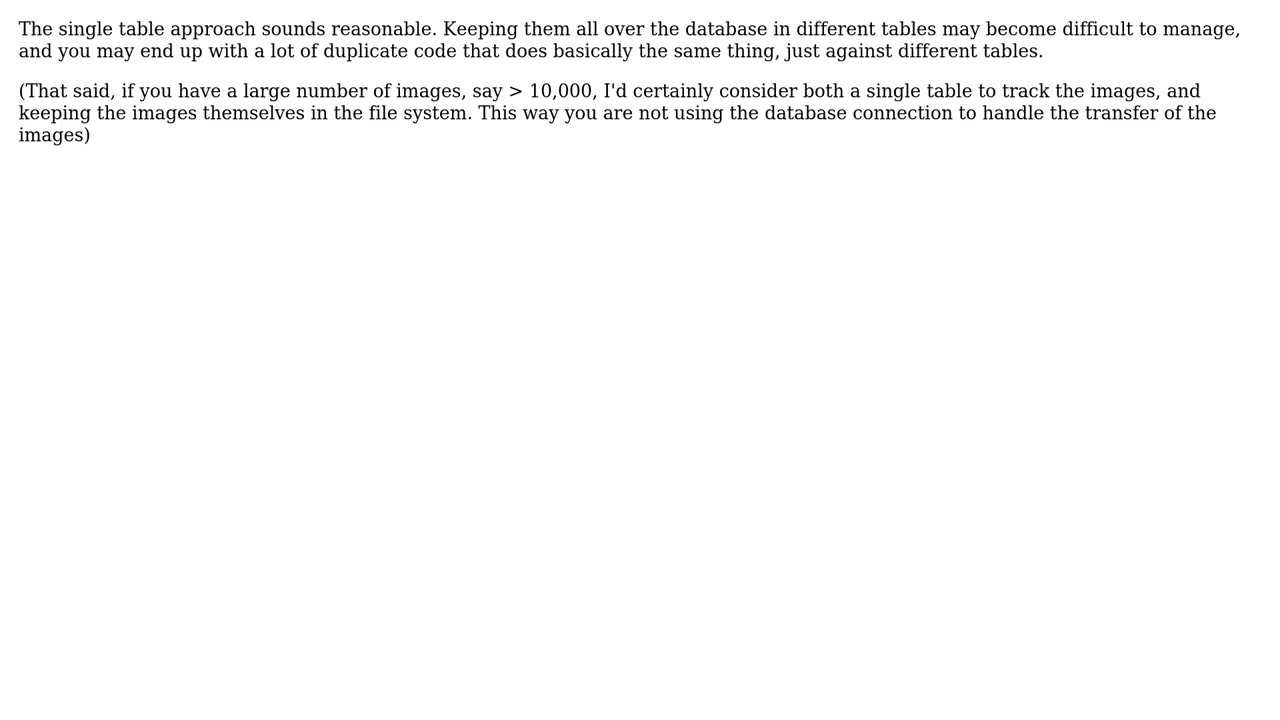 The single table approach sounds reasonable. Keeping them all over the database in different tables may become difficult to manage,
and you may end up with a lot of duplicate code that does basically the same thing, just against different tables.
(That said, if you have a large number of images, say > 10,000, I'd certainly consider both a single table to track the images, and
keeping the images themselves in the file system. This way you are not using the database connection to handle the transfer of the
images)